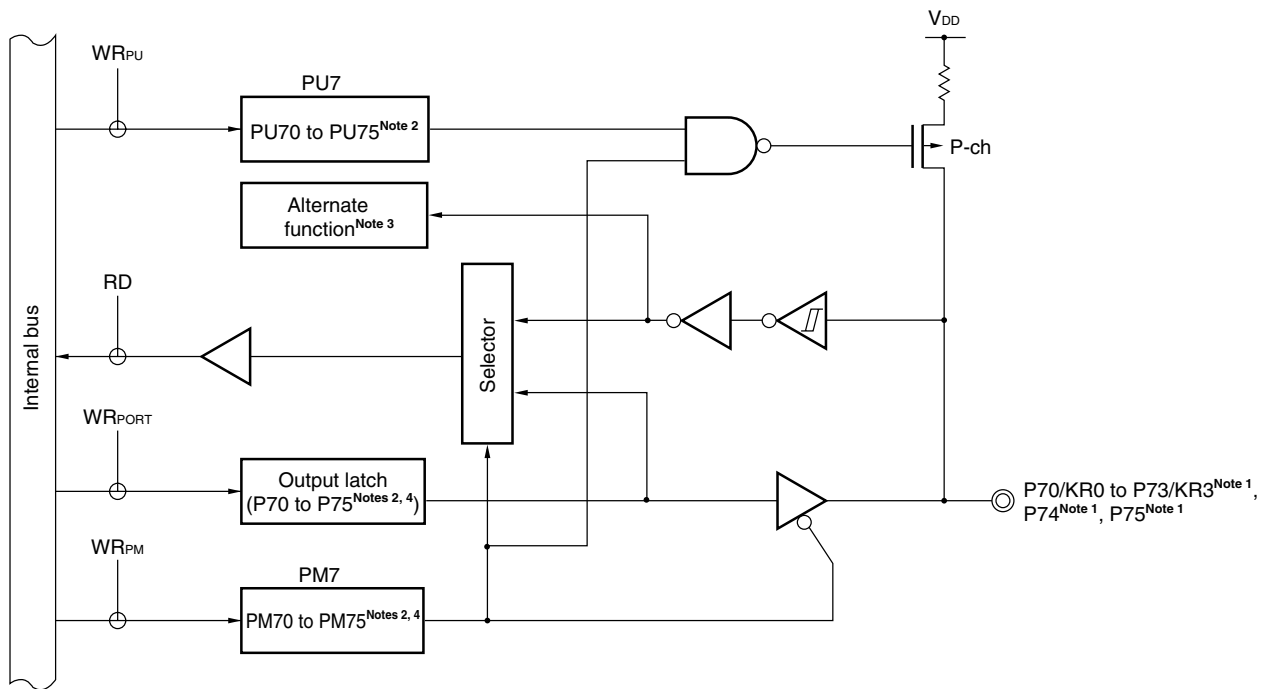 VDD
WRPU
PU7
PU70 to PU75Note 2
P-ch
Alternate
functionNote 3
RD
Internal bus
Selector
WRPORT
Output latch
(P70 to P75Notes 2, 4)
P70/KR0 to P73/KR3Note 1,
P74Note 1, P75Note 1
WRPM
PM7
PM70 to PM75Notes 2, 4